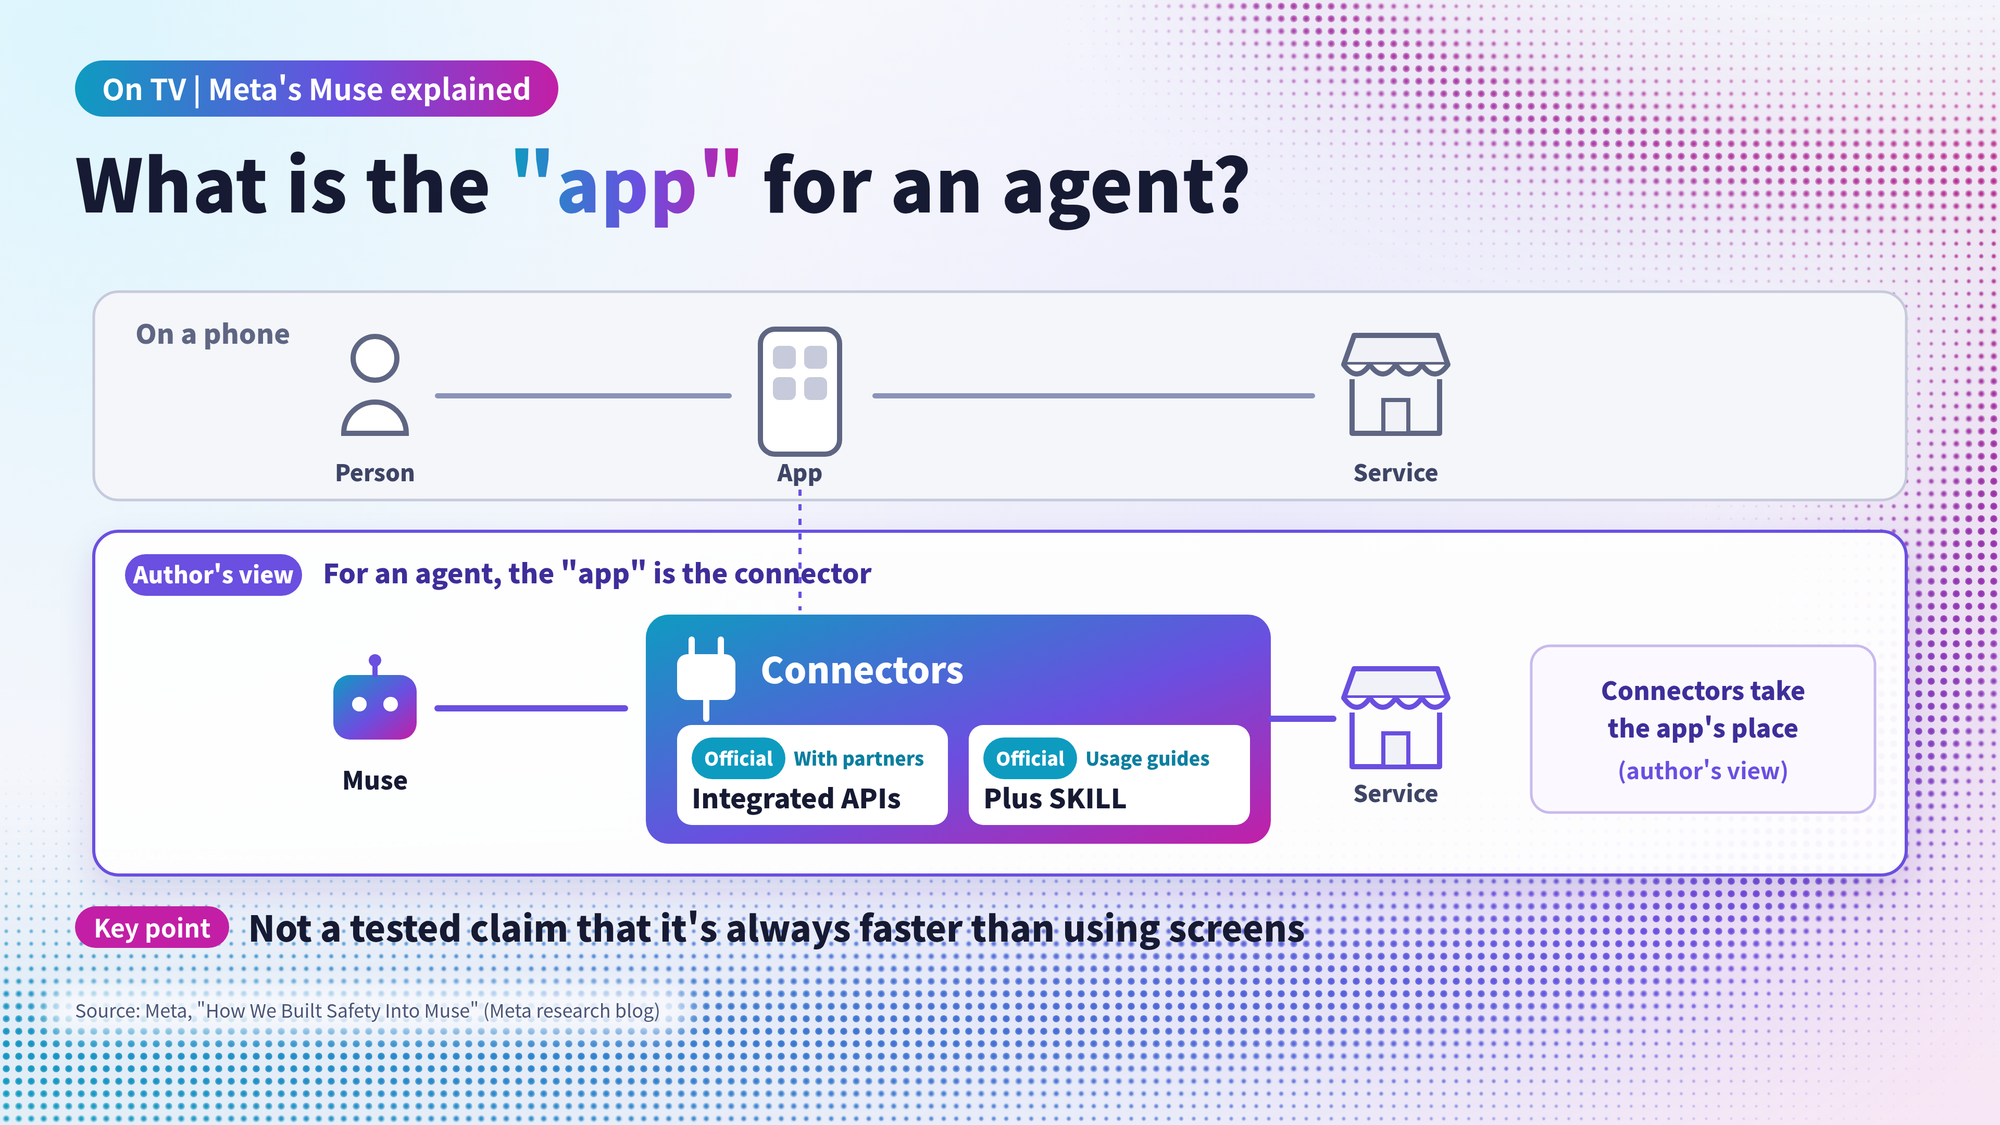 On TV | Meta's Muse explained
What is the "app" for an agent?
On a phone
Person
App
Service
Author's view
For an agent, the "app" is the connector
Muse
Connectors
Official With partners
Integrated APIs
Official Usage guides
Plus SKILL
Service
Connectors take
the app's place
(author's view)
Key point
Not a tested claim that it's always faster than using screens
Source: Meta, "How We Built Safety Into Muse" (Meta research blog)